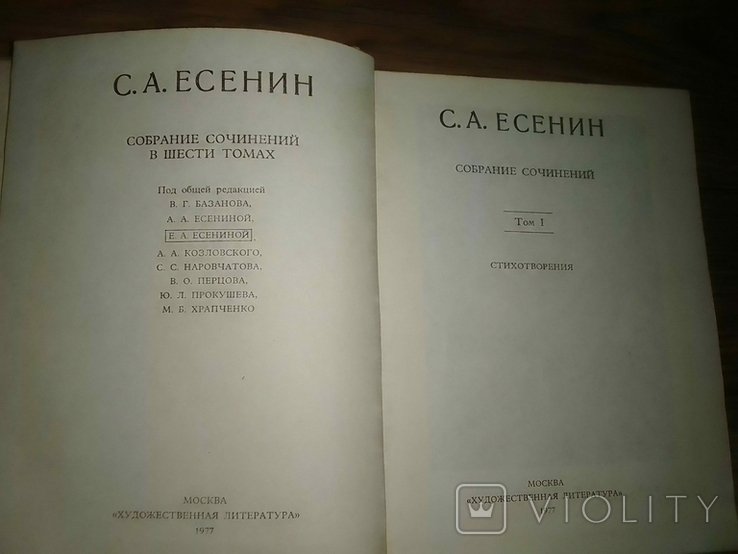 С. А. ЕСЕНИН
СОБРАНИЕ СОЧИНЕНИЙ
В ШЕСТИ ТОМАХ
Под общей редакцией
В. Г. БАЗАНОВА,
А. А. ЕСЕНИНОЙ,
Е. А. ЕСЕНИНОЙ,
А. А. КОЗЛОВСКОГО,
С. С. НАРОВЧАТОВА,
В. О. ПЕРЦОВА,
Ю. Л. ПРОКУШЕВА,
М. Б. ХРАПЧЕНКО
МОСКВА
«ХУДОЖЕСТВЕННАЯ ЛИТЕРАТУРА»
1977
С. А. ЕСЕНИН
СОБРАНИЕ СОЧИНЕНИЙ
Том 1
СТИХОТВОРЕНИЯ
МОСКВА
«ХУДОЖЕСТВЕННАЯ ЛИТЕРАТУРА»
1977
VIOLITY